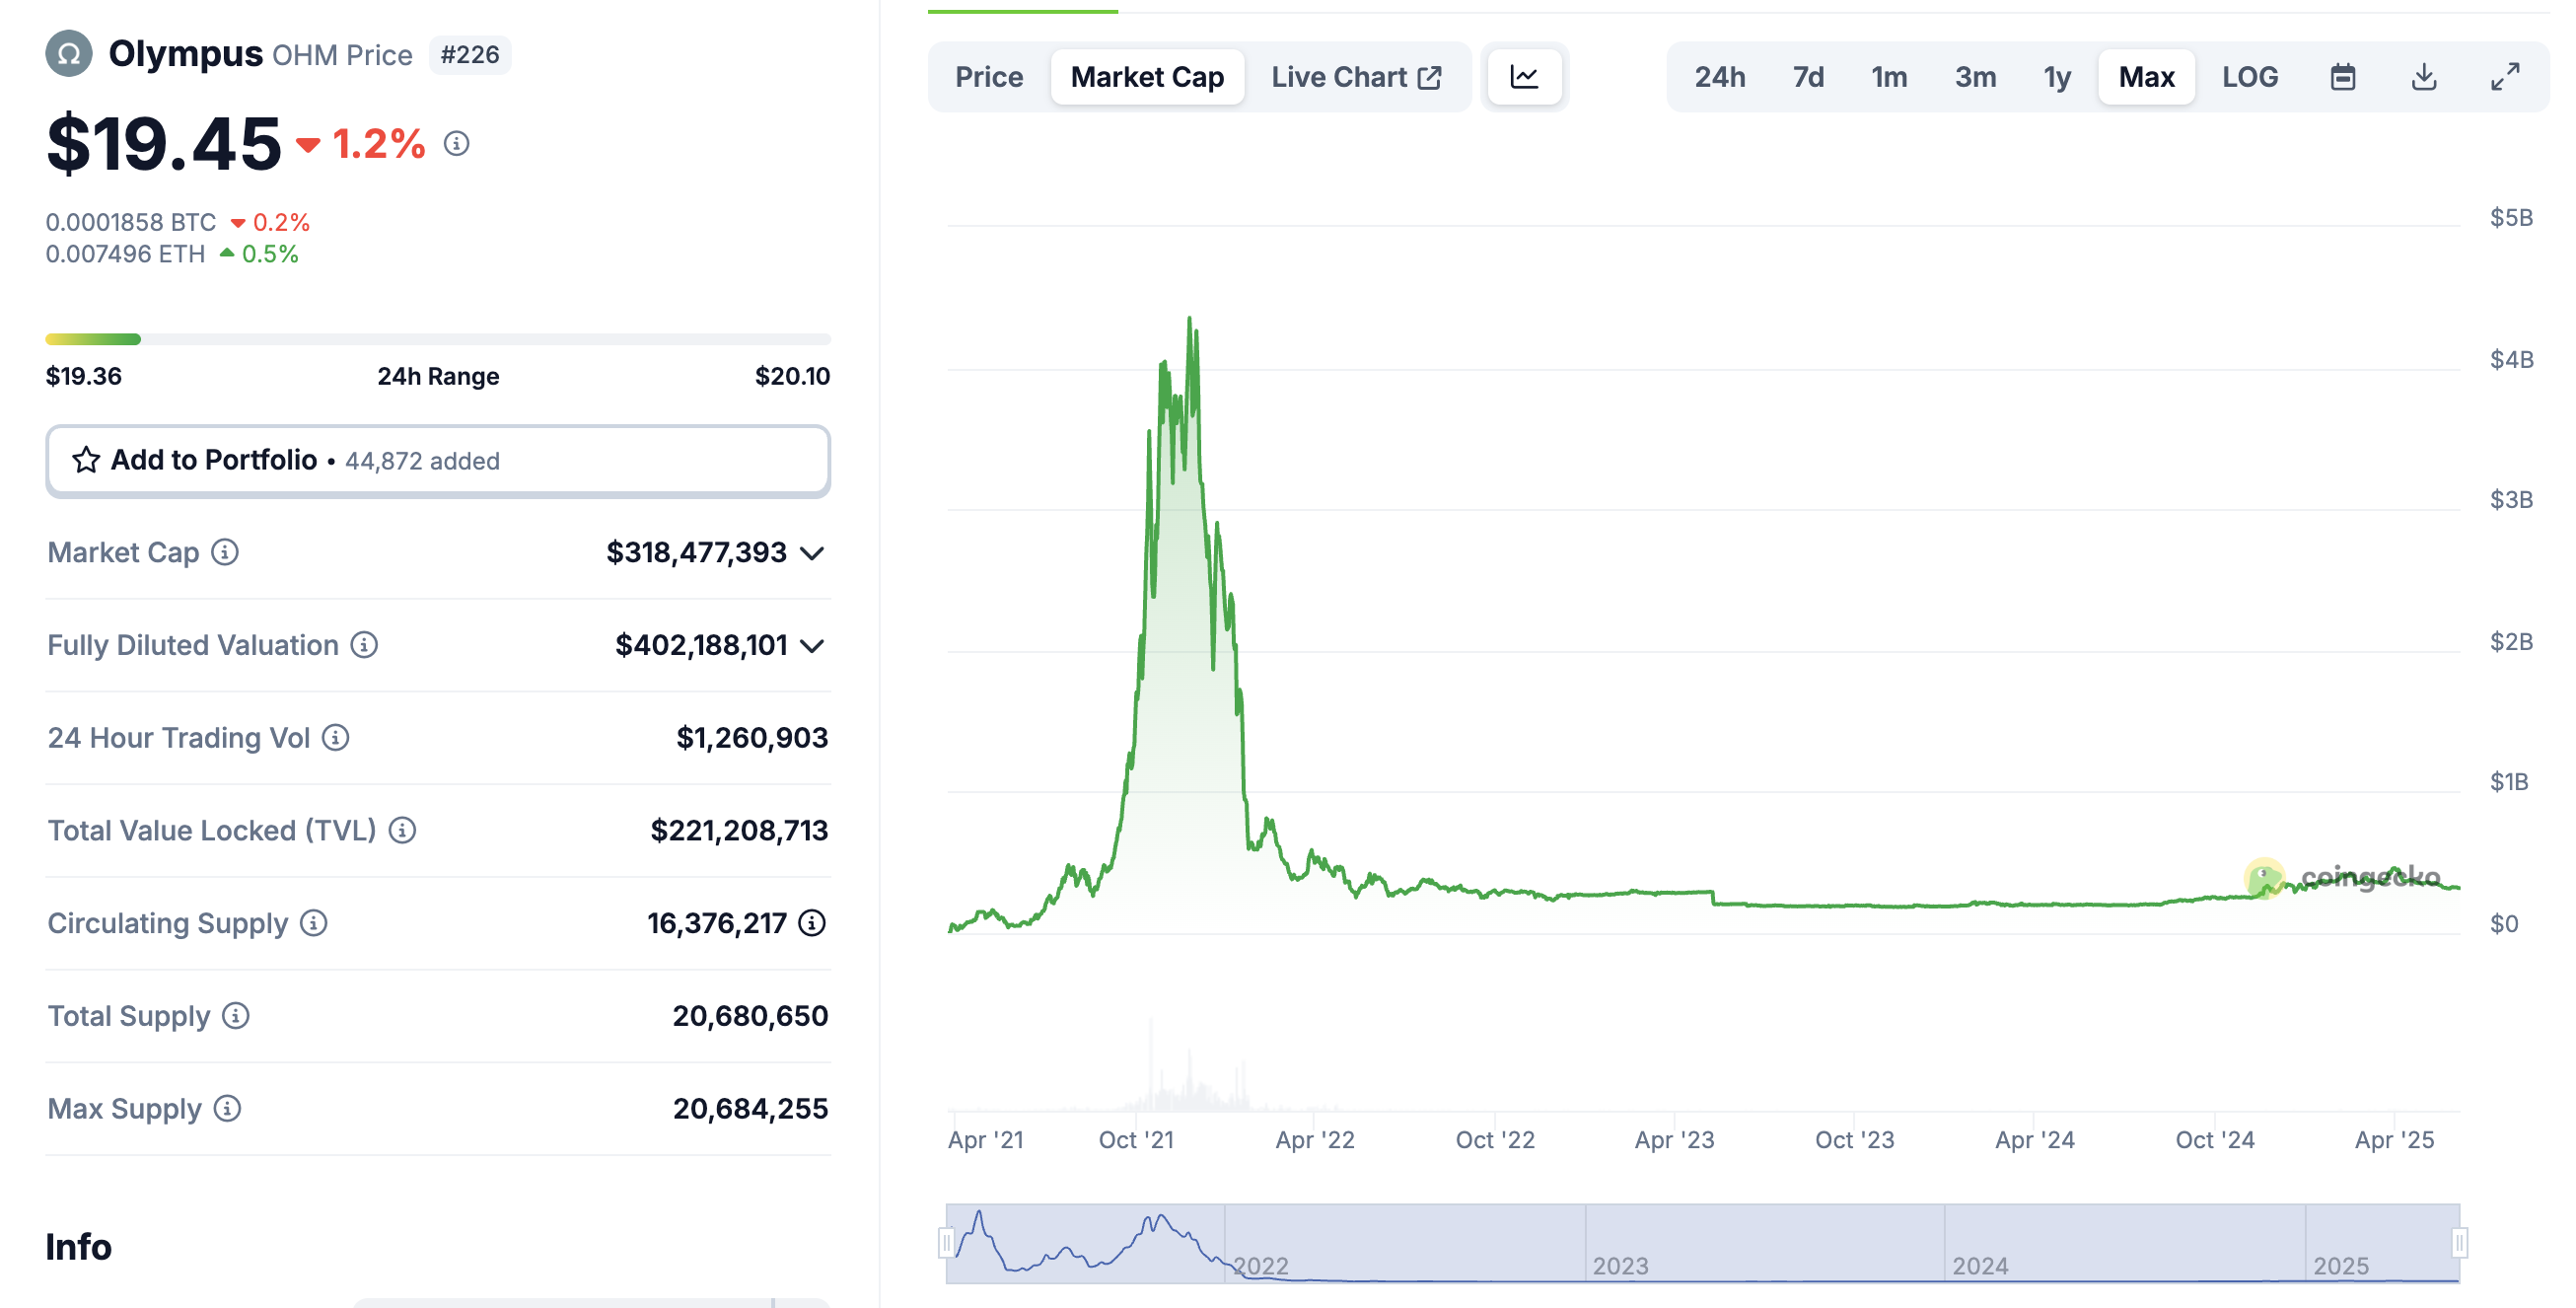 Olympus OHM Price #226
$19.45 1.2%
0.0001858 BTC 0.2%
0.007496 ETH 0.5%
$19.36 24h Range $20.10
Add to Portfolio • 44,872 added
Market Cap $318,477,393
Fully Diluted Valuation $402,188,101
24 Hour Trading Vol $1,260,903
Total Value Locked (TVL) $221,208,713
Circulating Supply 16,376,217
Total Supply 20,680,650
Max Supply 20,684,255
Info
Price Market Cap Live Chart
24h 7d 1m 3m 1y Max LOG
$5B
$4B
$3B
$2B
$1B
coingecko
$0
Apr '21 Oct '21 Apr '22 Oct '22 Apr '23 Oct '23 Apr '24 Oct '24 Apr '25
2022 2023 2024 2025